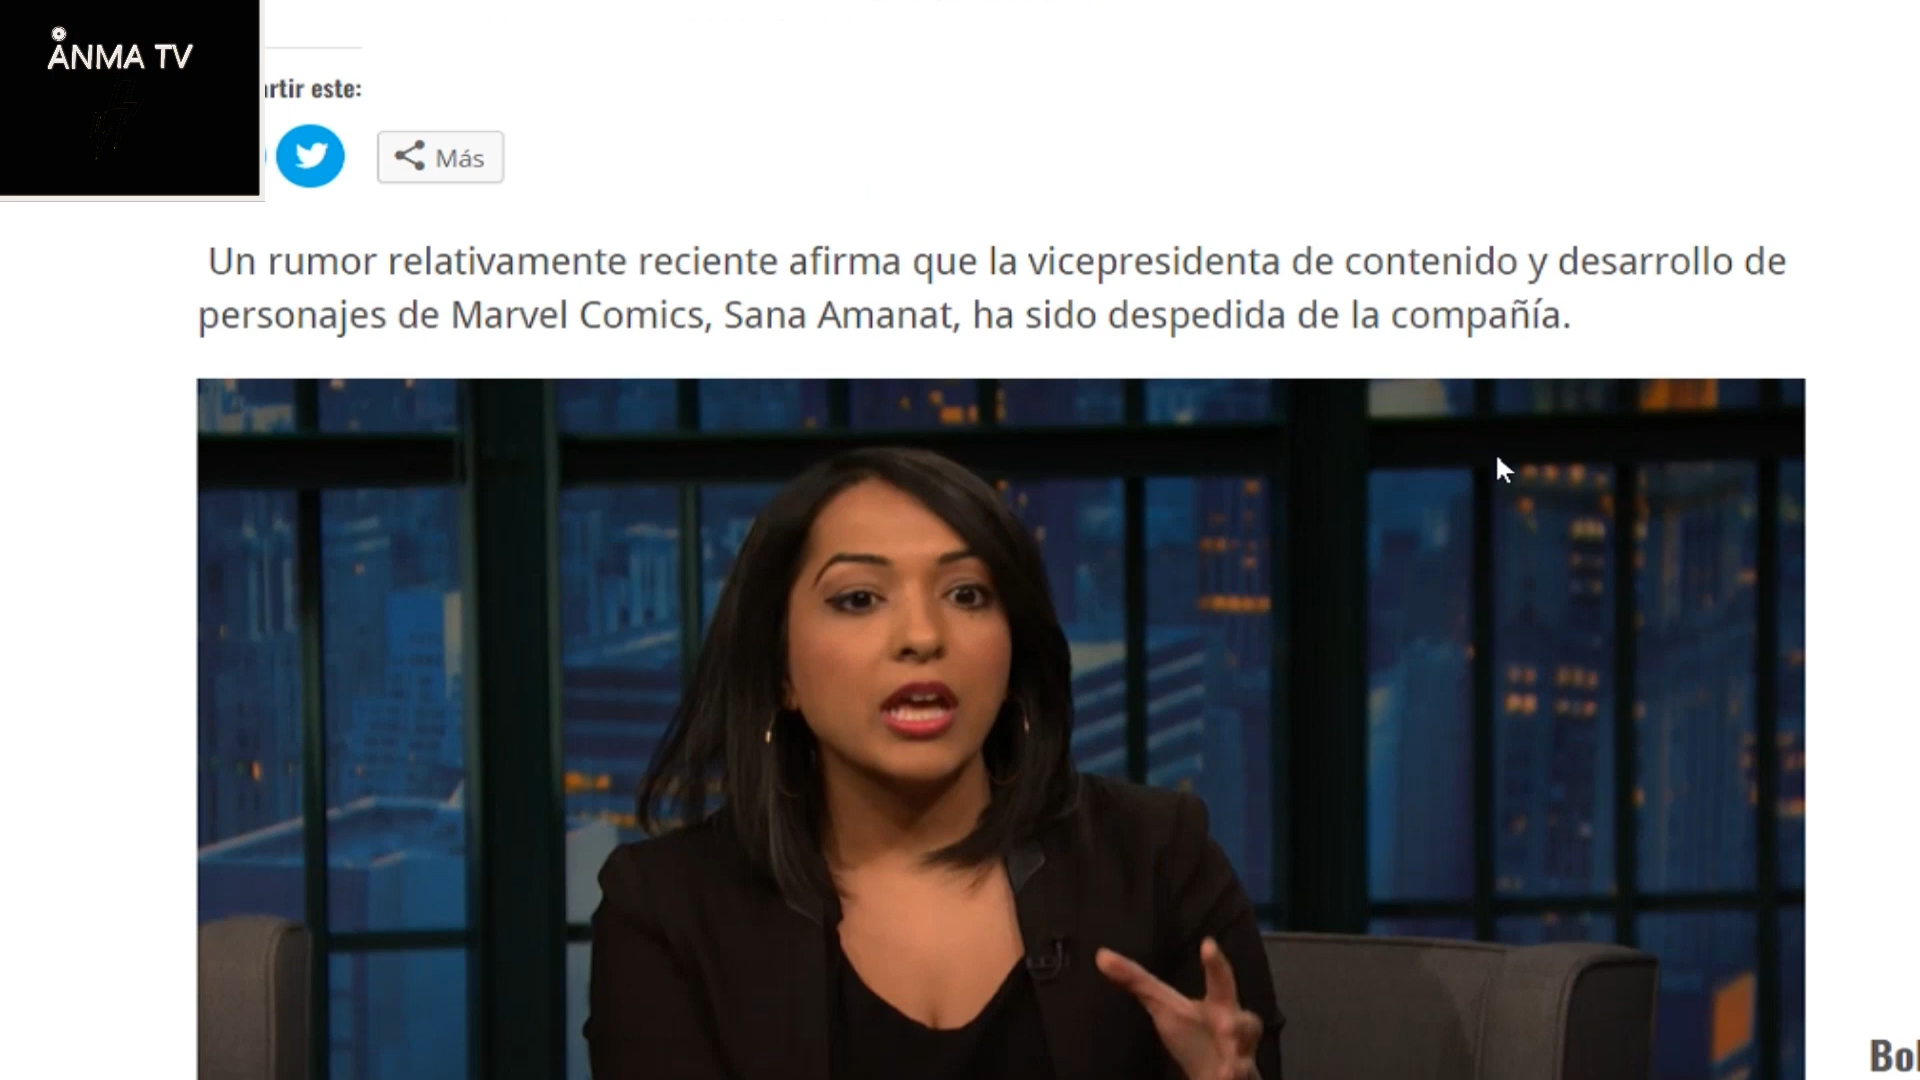 ANMA TV
rtir este:
Más
Un rumor relativamente reciente afirma que la vicepresidenta de contenido y desarrollo de
personajes de Marvel Comics, Sana Amanat, ha sido despedida de la compañía.